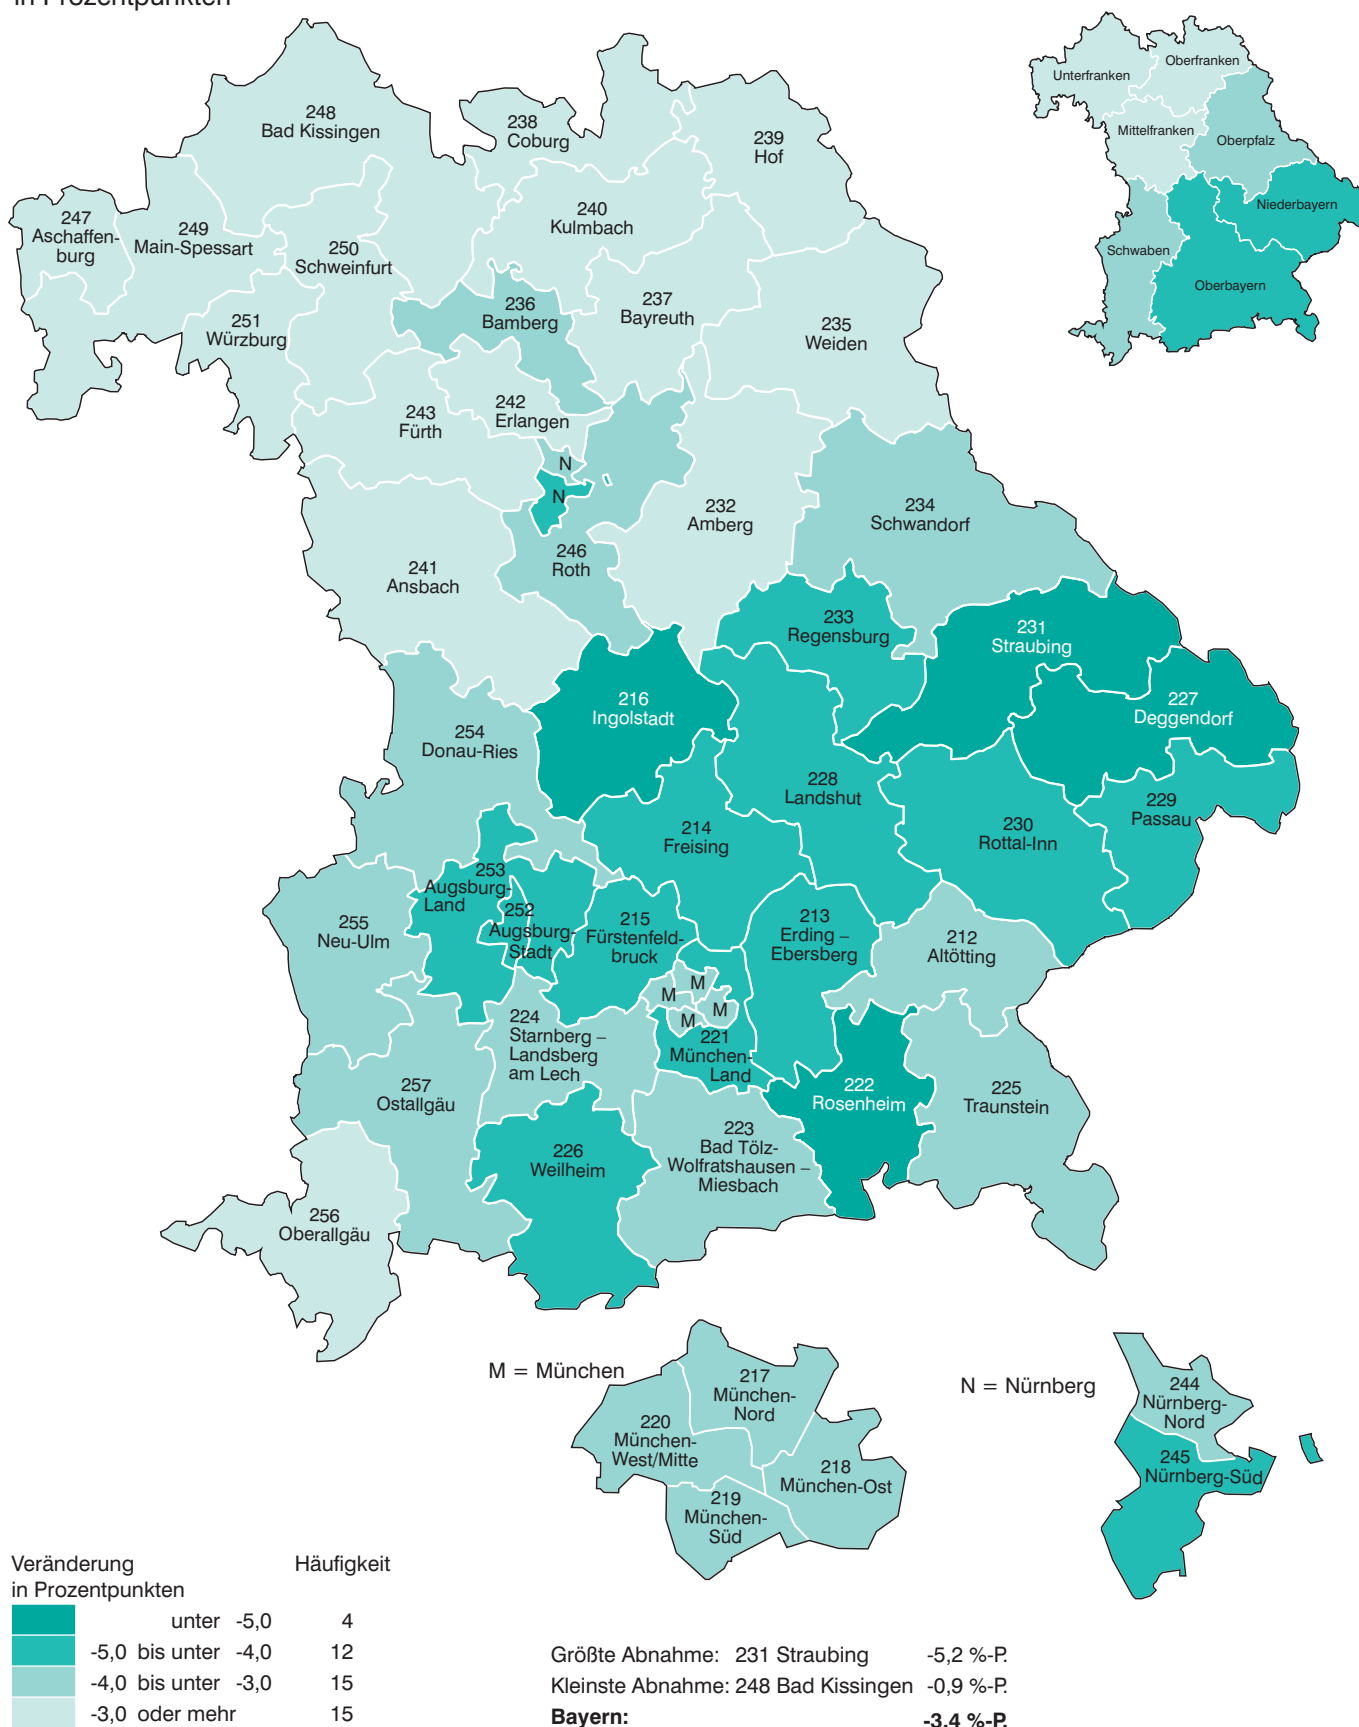 in Prozentpunkten
Unterfranken
Oberfranken
Mittelfranken
Oberpfalz
Niederbayern
Schwaben
Oberbayern
248
Bad Kissingen
238
Coburg
239
Hof
247
Aschaffen-
burg
249
Main-Spessart
250
Schweinfurt
240
Kulmbach
251
Würzburg
236
Bamberg
237
Bayreuth
235
Weiden
243
Fürth
242
Erlangen
N
N
232
Amberg
234
Schwandorf
241
Ansbach
246
Roth
233
Regensburg
231
Straubing
216
Ingolstadt
227
Deggendorf
254
Donau-Ries
228
Landshut
229
Passau
214
Freising
230
Rottal-Inn
253
Augsburg-
Land
252
Augsburg-
Stadt
215
Fürstenfeld-
bruck
213
Erding –
Ebersberg
255
Neu-Ulm
212
Altötting
M
M
M
M
224
Starnberg –
Landsberg
am Lech
221
München-
Land
257
Ostallgäu
222
Rosenheim
225
Traunstein
223
Bad Tölz-
Wolfratshausen –
Miesbach
226
Weilheim
256
Oberallgäu
M = München
217
München-
Nord
220
München-
West/Mitte
218
München-Ost
219
München-
Süd
N = Nürnberg
244
Nürnberg-
Nord
245
Nürnberg-Süd
Veränderung Häufigkeit
in Prozentpunkten
unter -5,0 4
-5,0 bis unter -4,0 12
-4,0 bis unter -3,0 15
-3,0 oder mehr 15
Größte Abnahme: 231 Straubing -5,2 %-P.
Kleinste Abnahme: 248 Bad Kissingen -0,9 %-P.
Bayern: -3,4 %-P.